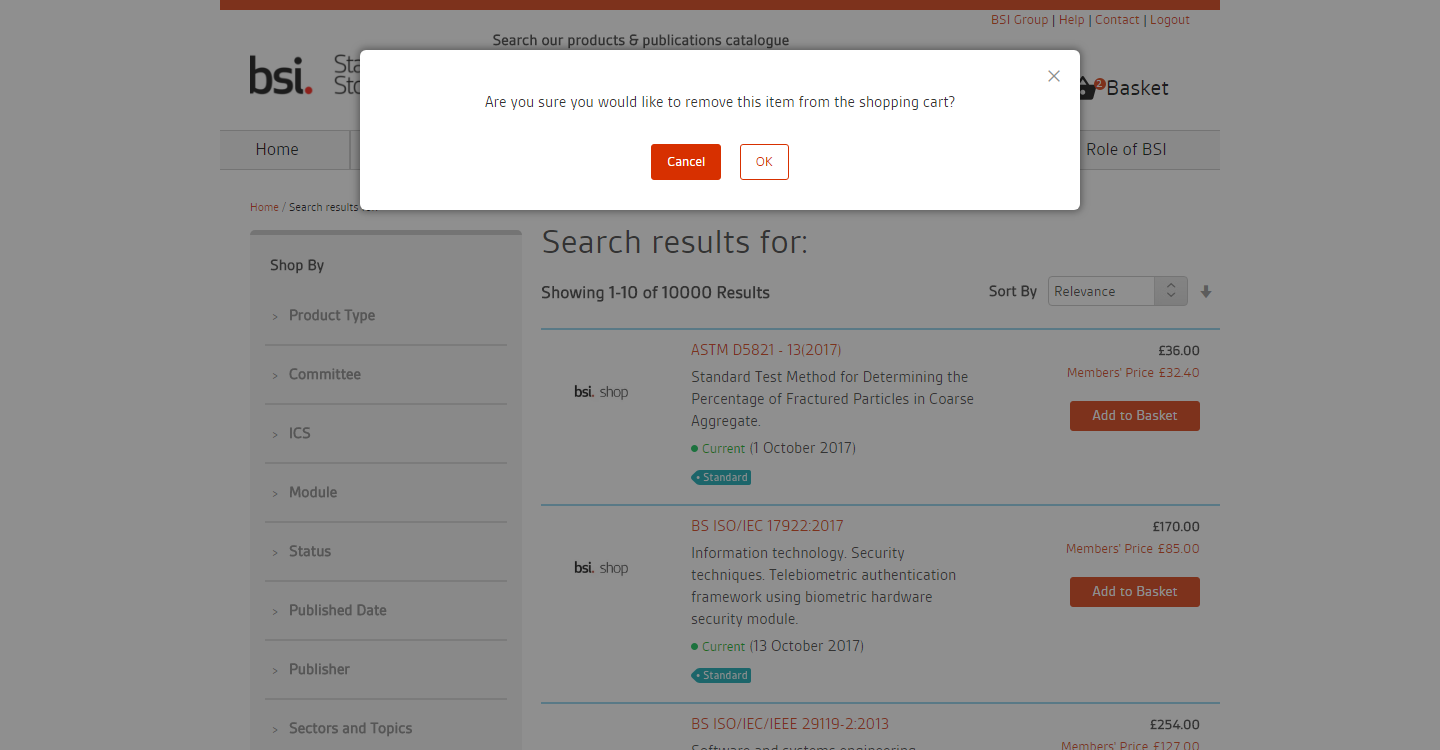 BSI Group | Help | Contact | Logout
Search our products & publications catalogue
bsi.
Are you sure you would like to remove this item from the shopping cart?
2 Basket
Cancel OK
Home
Role of BSI
Home / Search results
Shop By
> Product Type
> Committee
> ICS
> Module
> Status
> Published Date
> Publisher
> Sectors and Topics
Search results for:
Showing 1-10 of 10000 Results
Sort By Relevance
bsi. shop
ASTM D5821 - 13(2017)
Standard Test Method for Determining the
Percentage of Fractured Particles in Coarse
Aggregate.
Current (1 October 2017)
Standard
£36.00
Members' Price £32.40
Add to Basket
bsi. shop
BS ISO/IEC 17922:2017
Information technology. Security
techniques. Telebiometric authentication
framework using biometric hardware
security module.
Current (13 October 2017)
Standard
£170.00
Members' Price £85.00
Add to Basket
BS ISO/IEC/IEEE 29119-2:2013
Software and systems engineering
£254.00
Members' Price £127.00